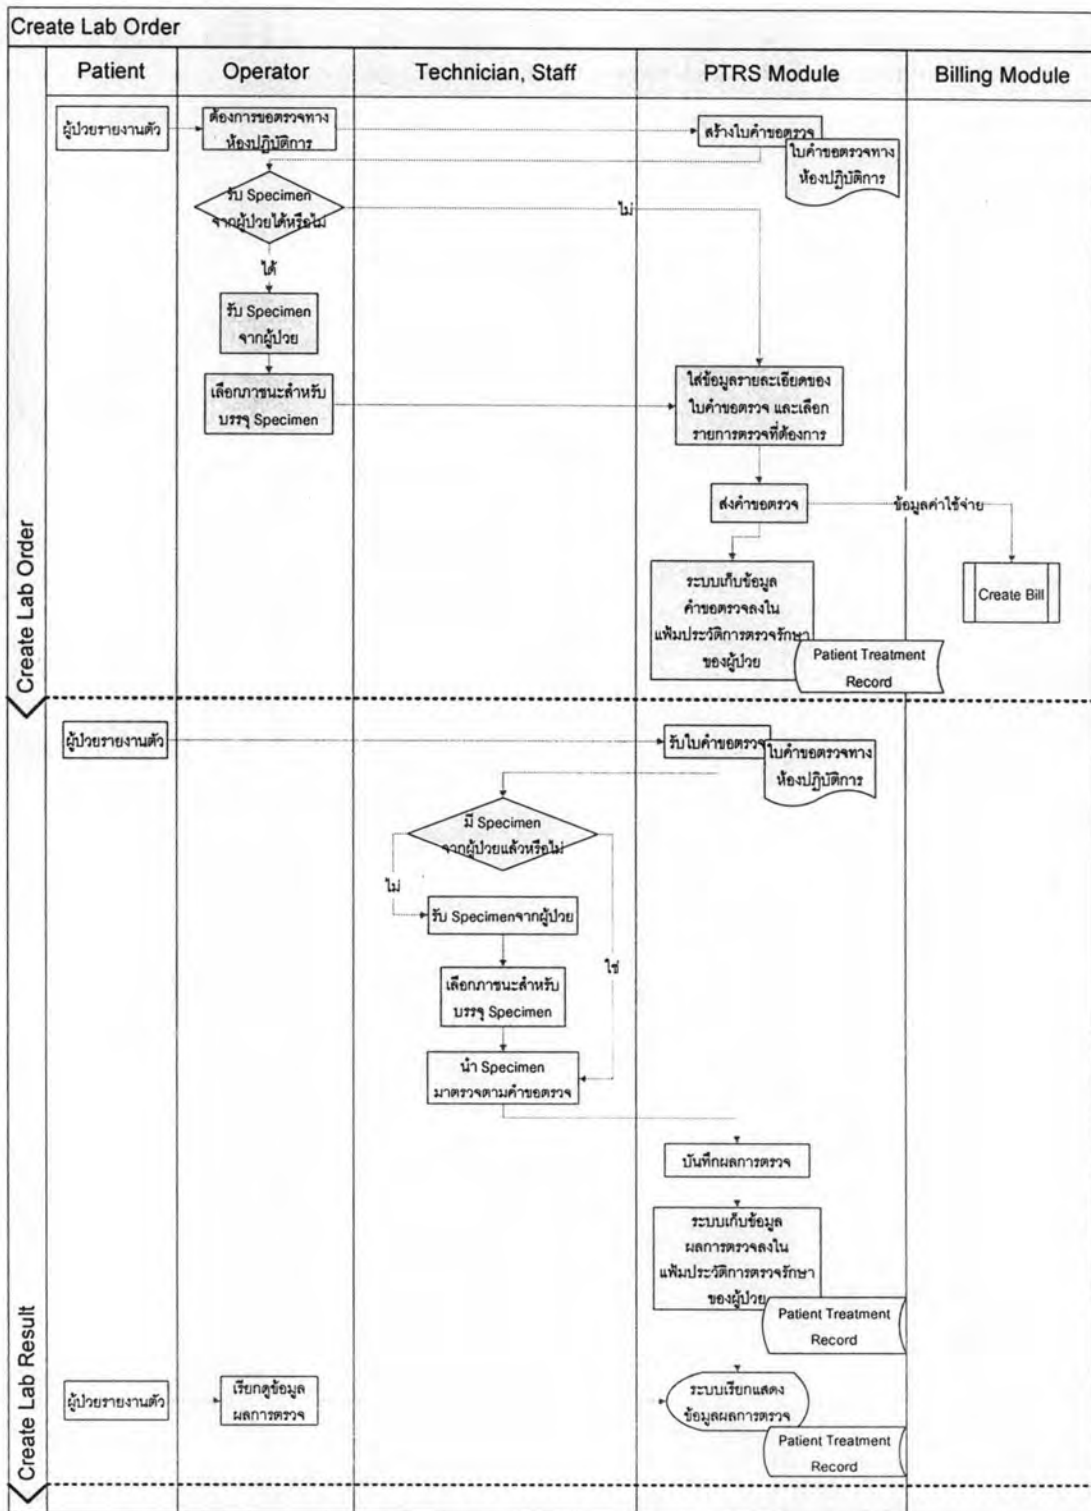 Create Lab Order
Patient
Operator
Technician, Staff
PTRS Module
Billing Module
Create Lab Order
ผู้ป่วยรายงานตัว
ต้องการขอตรวจทาง
ห้องปฏิบัติการ
สร้างใบคำขอตรวจ
ใบคำขอตรวจทาง
ห้องปฏิบัติการ
รับ Specimen
จากผู้ป่วยได้หรือไม่
ไม่
ได้
รับ Specimen
จากผู้ป่วย
เลือกภาชนะสำหรับ
บรรจุ Specimen
ใส่ข้อมูลรายละเอียดของ
ใบคำขอตรวจ และเลือก
รายการตรวจที่ต้องการ
ส่งคำขอตรวจ
ข้อมูลค่าใช้จ่าย
Create Bill
ระบบเก็บข้อมูล
คำขอตรวจลงใน
แฟ้มประวัติการตรวจรักษา
ของผู้ป่วย
Patient Treatment
Record
Create Lab Result
ผู้ป่วยรายงานตัว
รับใบคำขอตรวจ
ใบคำขอตรวจทาง
ห้องปฏิบัติการ
มี Specimen
จากผู้ป่วยแล้วหรือไม่
ไม่
รับ Specimenจากผู้ป่วย
ใช่
เลือกภาชนะสำหรับ
บรรจุ Specimen
นำ Specimen
มาตรวจตามคำขอตรวจ
บันทึกผลการตรวจ
ระบบเก็บข้อมูล
ผลการตรวจลงใน
แฟ้มประวัติการตรวจรักษา
ของผู้ป่วย
Patient Treatment
Record
ผู้ป่วยรายงานตัว
เรียกดูข้อมูล
ผลการตรวจ
ระบบเรียกแสดง
ข้อมูลผลการตรวจ
Patient Treatment
Record